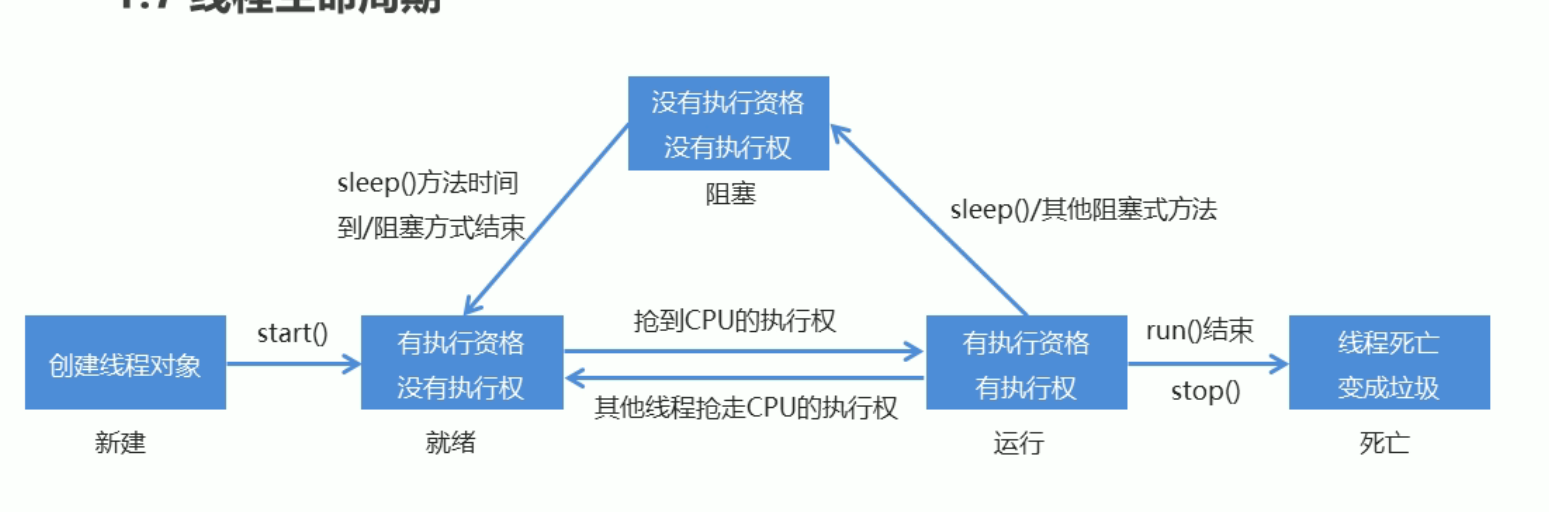 1.7 线程生命周期
没有执行资格
没有执行权
阻塞
sleep()方法时间
到/阻塞方式结束
sleep()/其他阻塞式方法
创建线程对象
新建
start()
有执行资格
没有执行权
就绪
抢到CPU的执行权
其他线程抢走CPU的执行权
有执行资格
有执行权
运行
run()结束
stop()
线程死亡
变成垃圾
死亡